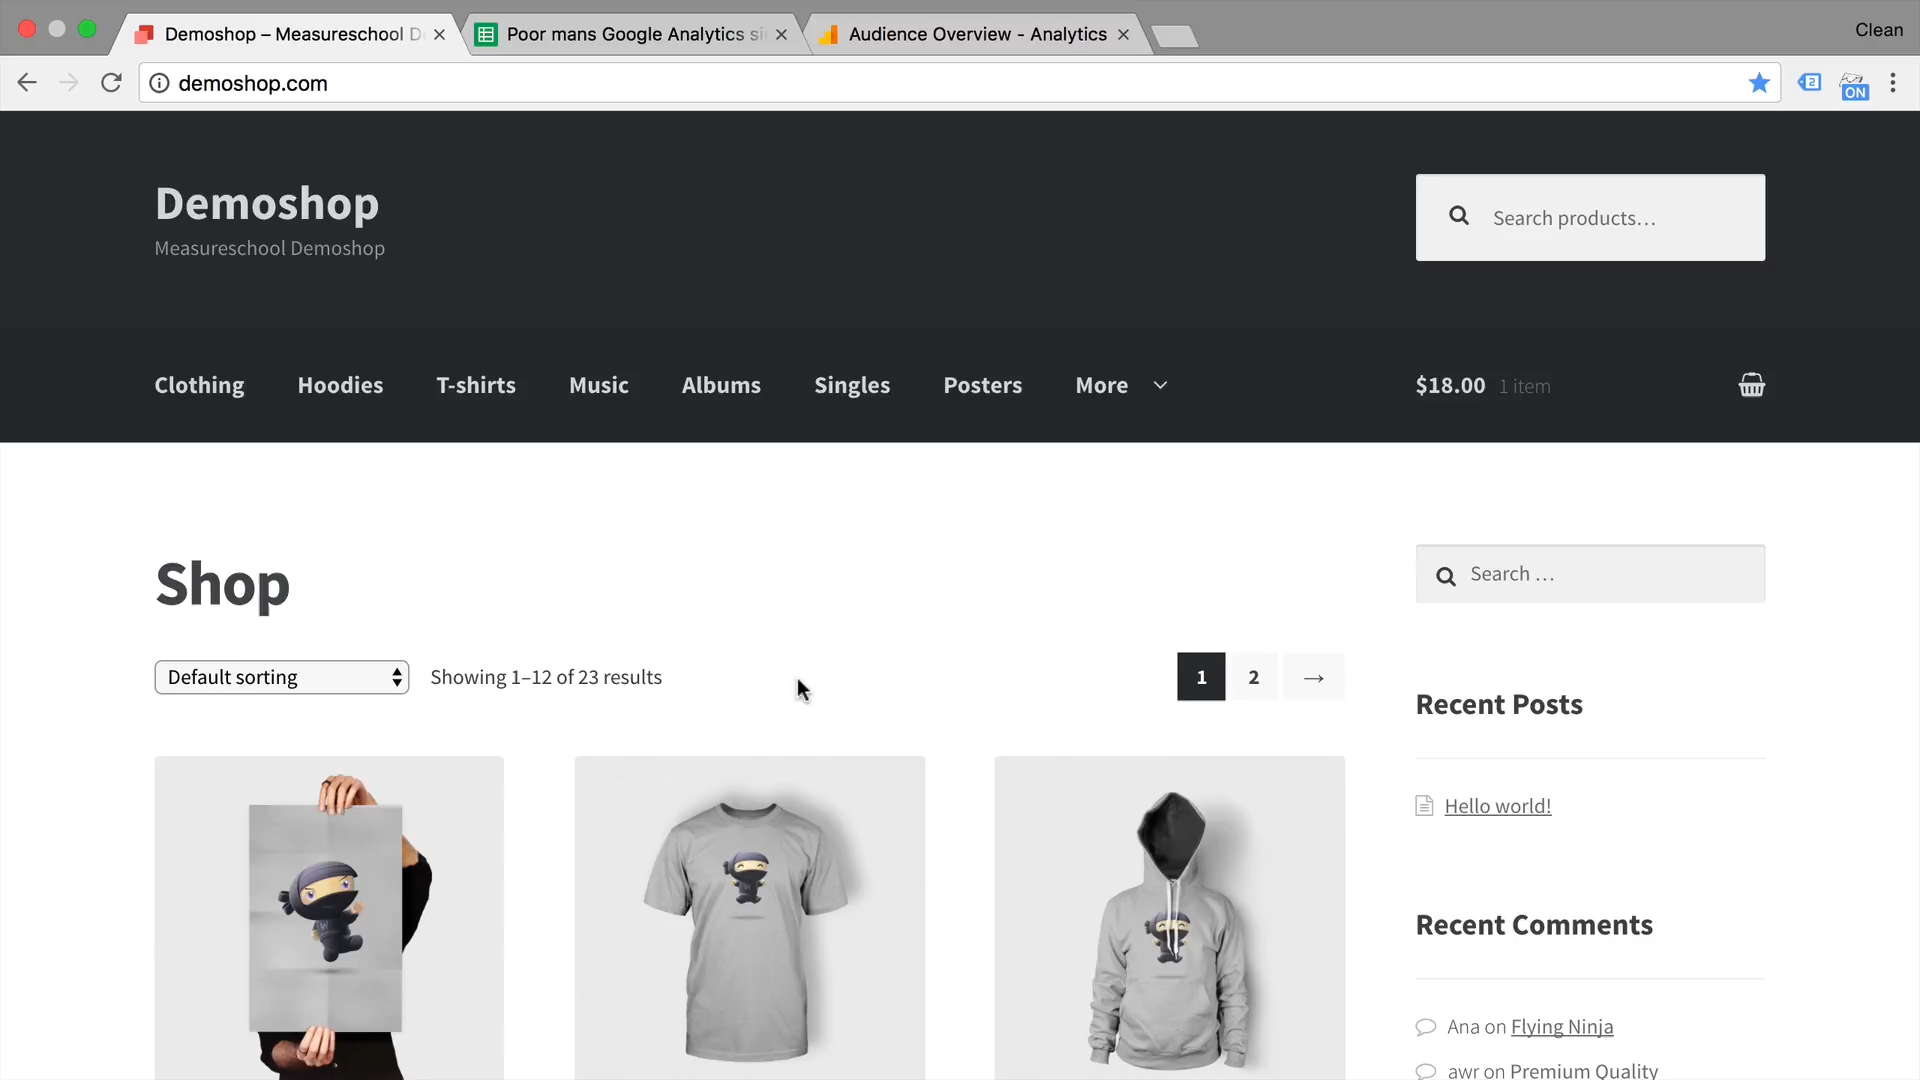 Demoshop – Measureschool D
Poor mans Google Analytics si
Audience Overview - Analytics
Clean
demoshop.com
2
ON
Demoshop
Measureschool Demoshop
Search products…
Clothing
Hoodies
T-shirts
Music
Albums
Singles
Posters
More
$18.00 1 item
Shop
Search …
Default sorting
Showing 1–12 of 23 results
1
2
→
Recent Posts
Hello world!
Recent Comments
Ana on Flying Ninja
awr on Premium Quality